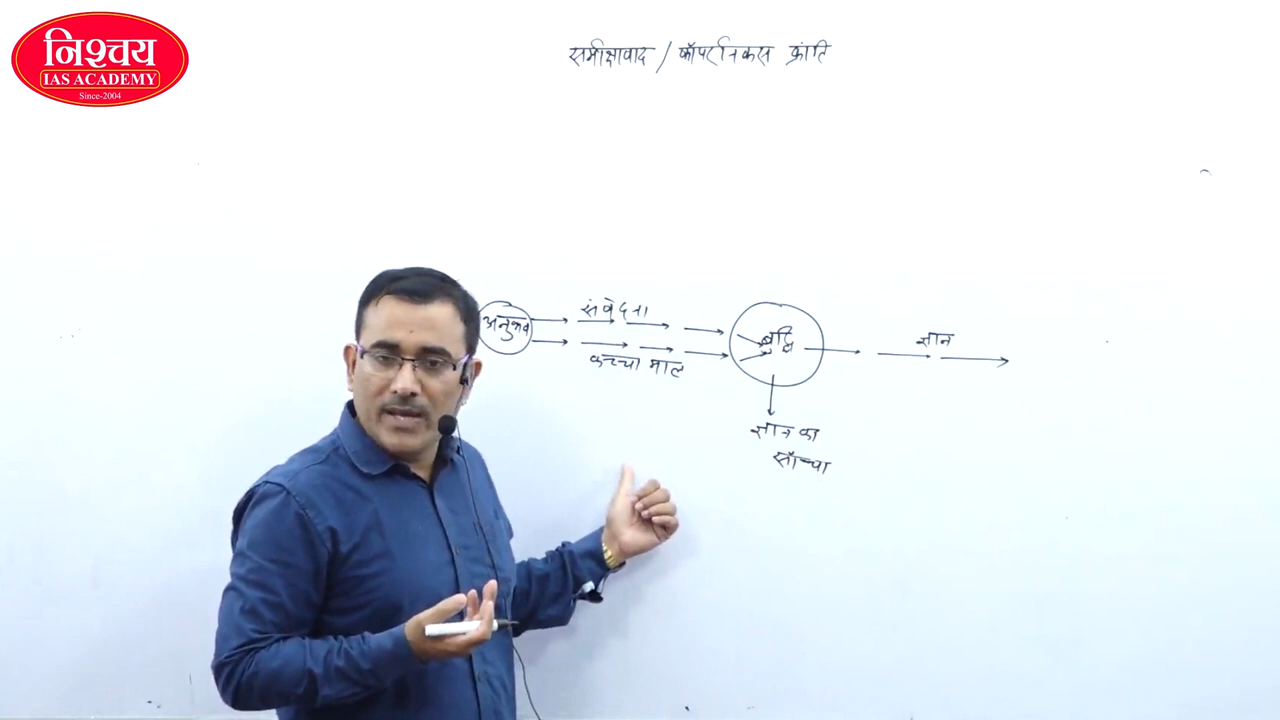 निश्चय
IAS ACADEMY
Since-2004
समीक्षावाद / कॉपरनिकस क्रांति
अनुभव
संवेदना
कच्चा माल
बुद्धि
ज्ञान
ज्ञान का
साँच्चा